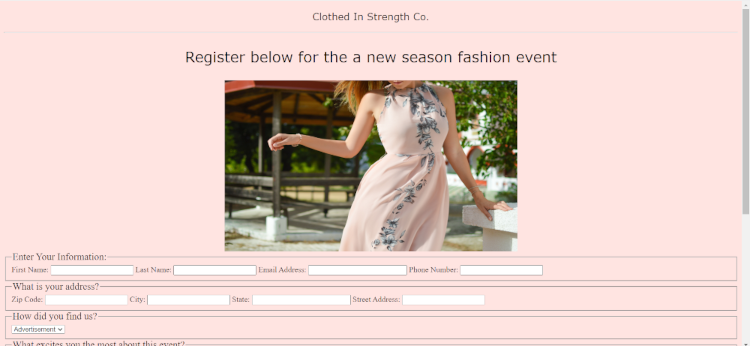 Clothed In Strength Co.
Register below for the a new season fashion event
Enter Your Information:
First Name: Last Name: Email Address: Phone Number:
What is your address?
Zip Code: City: State: Street Address:
How did you find us?
Advertisement
What excites you the most about this event?